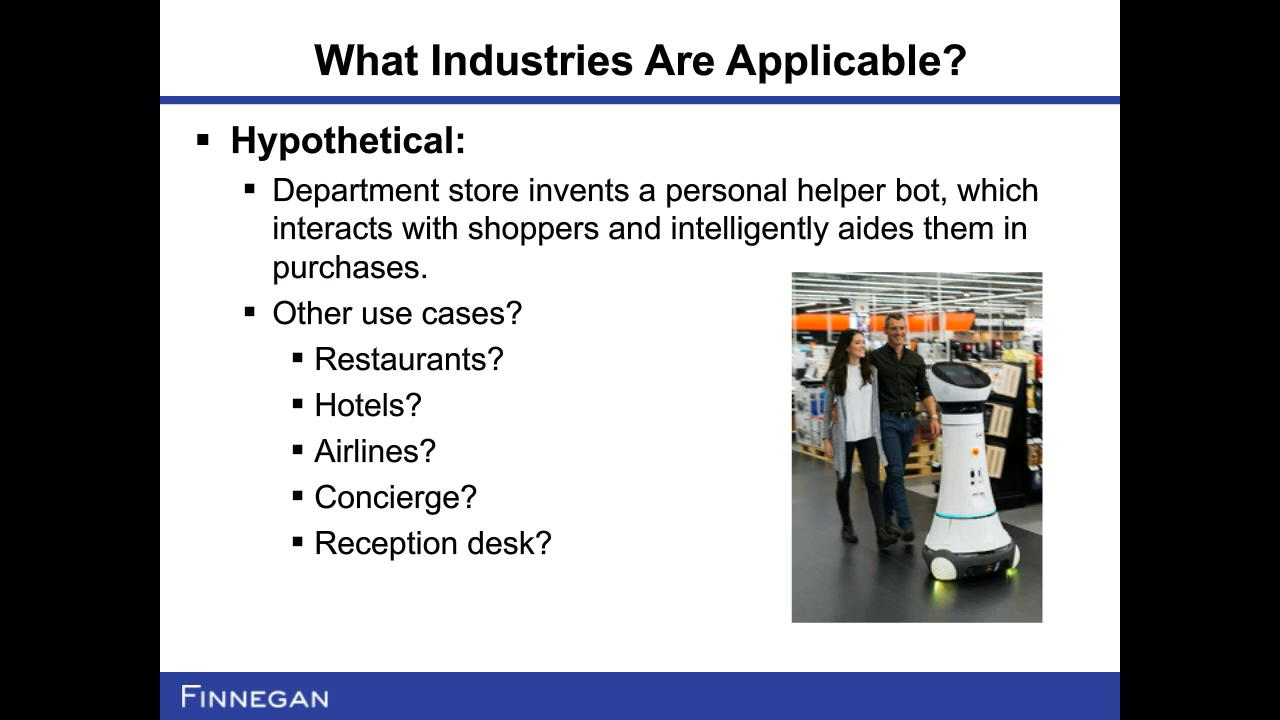 What Industries Are Applicable?
▪ Hypothetical:
▪ Department store invents a personal helper bot, which
interacts with shoppers and intelligently aides them in
purchases.
▪ Other use cases?
▪ Restaurants?
▪ Hotels?
▪ Airlines?
▪ Concierge?
▪ Reception desk?
FINNEGAN